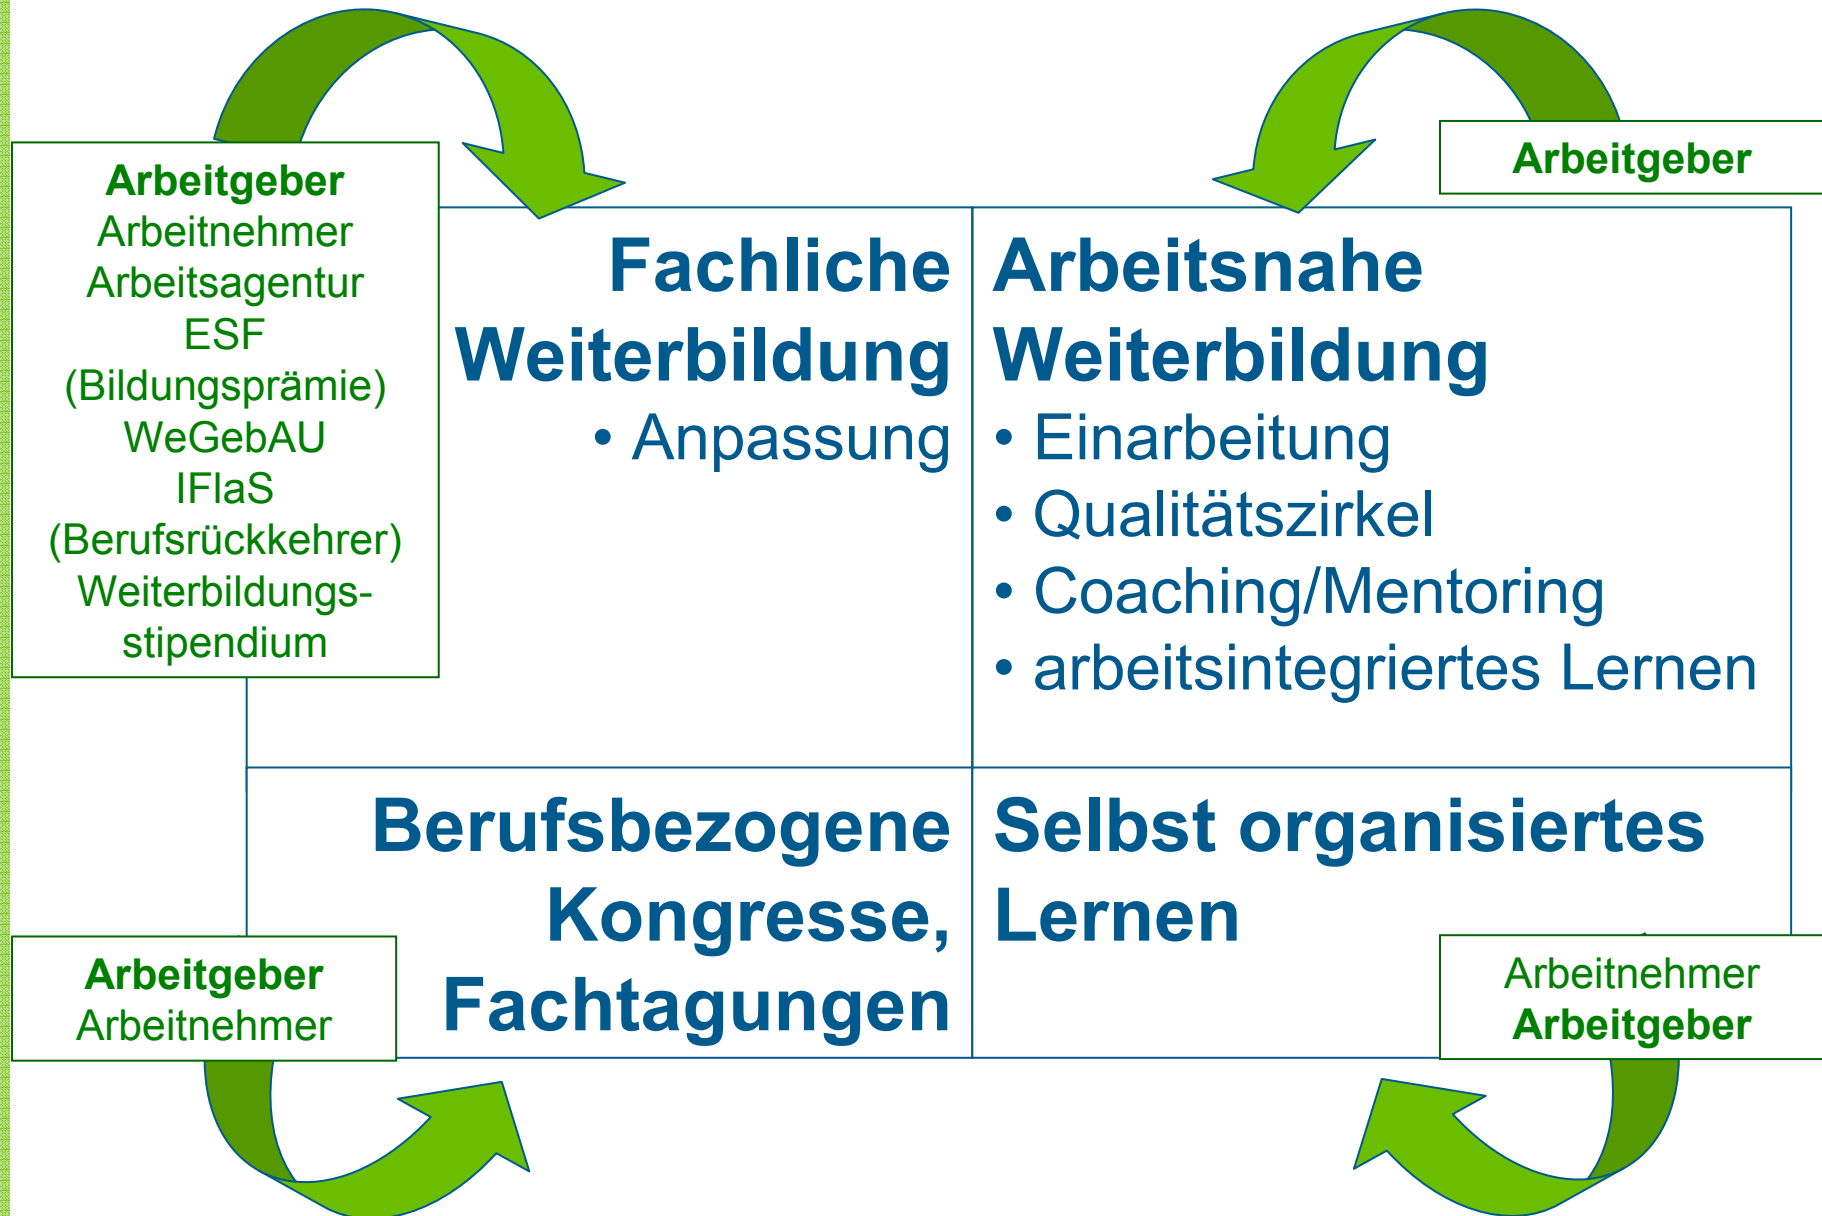 Arbeitgeber
Arbeitnehmer
Arbeitsagentur
ESF
(Bildungsprämie)
WeGebAU
IFlaS
(Berufsrückkehrer)
Weiterbildungs-
stipendium
Fachliche
Weiterbildung
• Anpassung
Arbeitgeber
Arbeitsnahe
Weiterbildung
• Einarbeitung
• Qualitätszirkel
• Coaching/Mentoring
• arbeitsintegriertes Lernen
Berufsbezogene
Kongresse,
Fachtagungen
Arbeitgeber
Arbeitnehmer
Selbst organisiertes
Lernen
Arbeitnehmer
Arbeitgeber